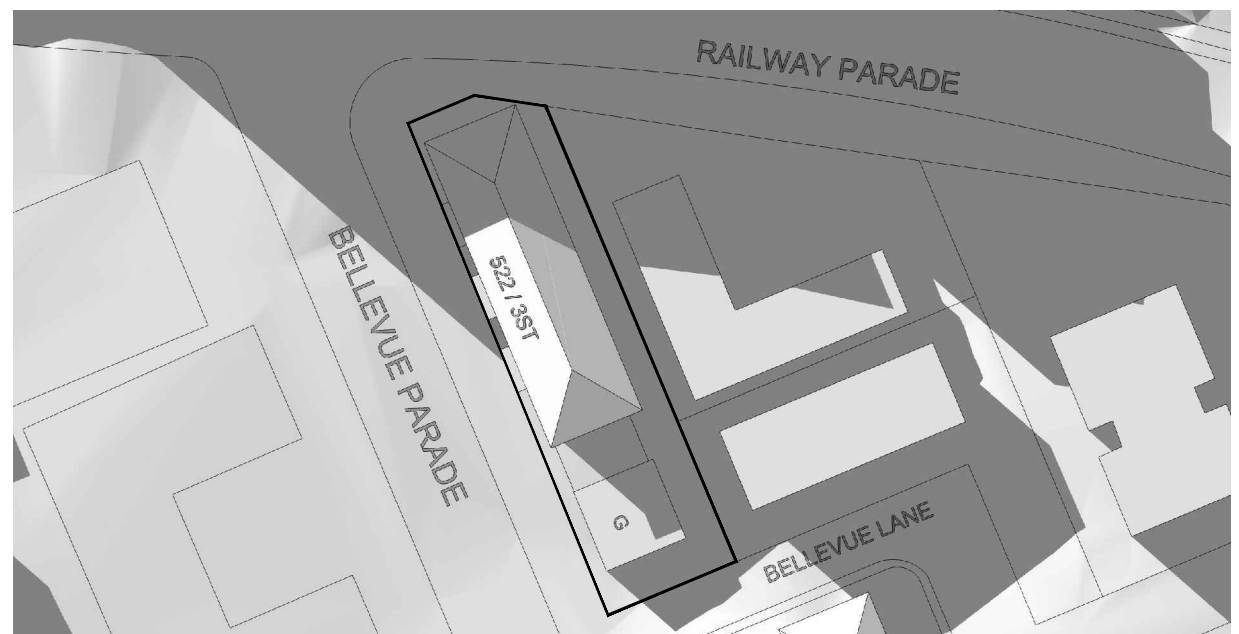 RAILWAY PARADE
BELLEVUE PARADE
522 / 3ST
G
BELLEVUE LANE